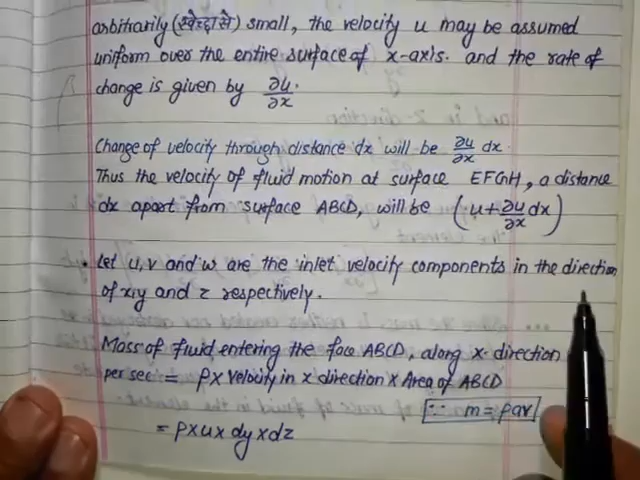 arbitrarily (स्वेच्छासे) small, the velocity u may be assumed
uniform over the entire surface of x-axis. and the rate of
change is given by ∂u/∂x.
Change of velocity through distance dx will be ∂u/∂x dx.
Thus the velocity of fluid motion at surface EFGH, a distance
dx apart from surface ABCD, will be (u+∂u/∂x dx)
• Let u, v and w are the inlet velocity components in the direction
of x,y and z respectively.
Mass of fluid entering the face ABCD, along x-direction
per sec = ρ x velocity in x direction x Area of ABCD
[∵ m = ρav]
= ρ x u x dy x dz